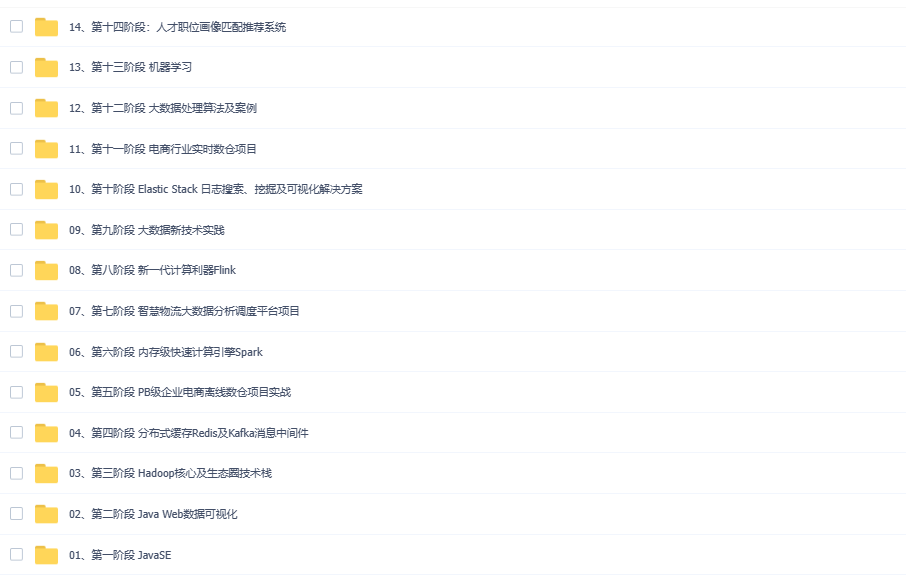 14、第十四阶段：人才职位画像匹配推荐系统
13、第十三阶段 机器学习
12、第十二阶段 大数据处理算法及案例
11、第十一阶段 电商行业实时数仓项目
10、第十阶段 Elastic Stack 日志搜索、挖掘及可视化解决方案
09、第九阶段 大数据新技术实践
08、第八阶段 新一代计算利器Flink
07、第七阶段 智慧物流大数据分析调度平台项目
06、第六阶段 内存级快速计算引擎Spark
05、第五阶段 PB级企业电商离线数仓项目实战
04、第四阶段 分布式缓存Redis及Kafka消息中间件
03、第三阶段 Hadoop核心及生态圈技术栈
02、第二阶段 Java Web数据可视化
01、第一阶段 JavaSE